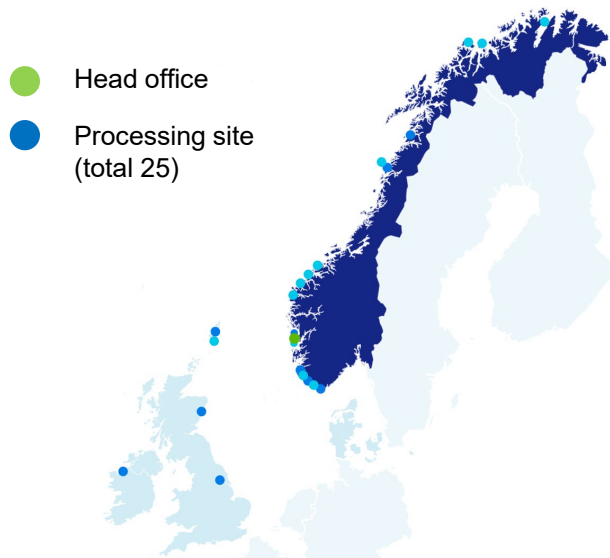 Head office
Processing site
(total 25)